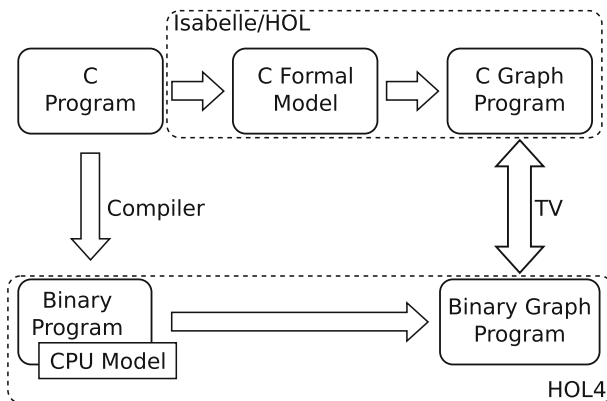 Isabelle/HOL
C
Program
C Formal
Model
C Graph
Program
Compiler
TV
Binary
Program
CPU Model
Binary Graph
Program
HOL4